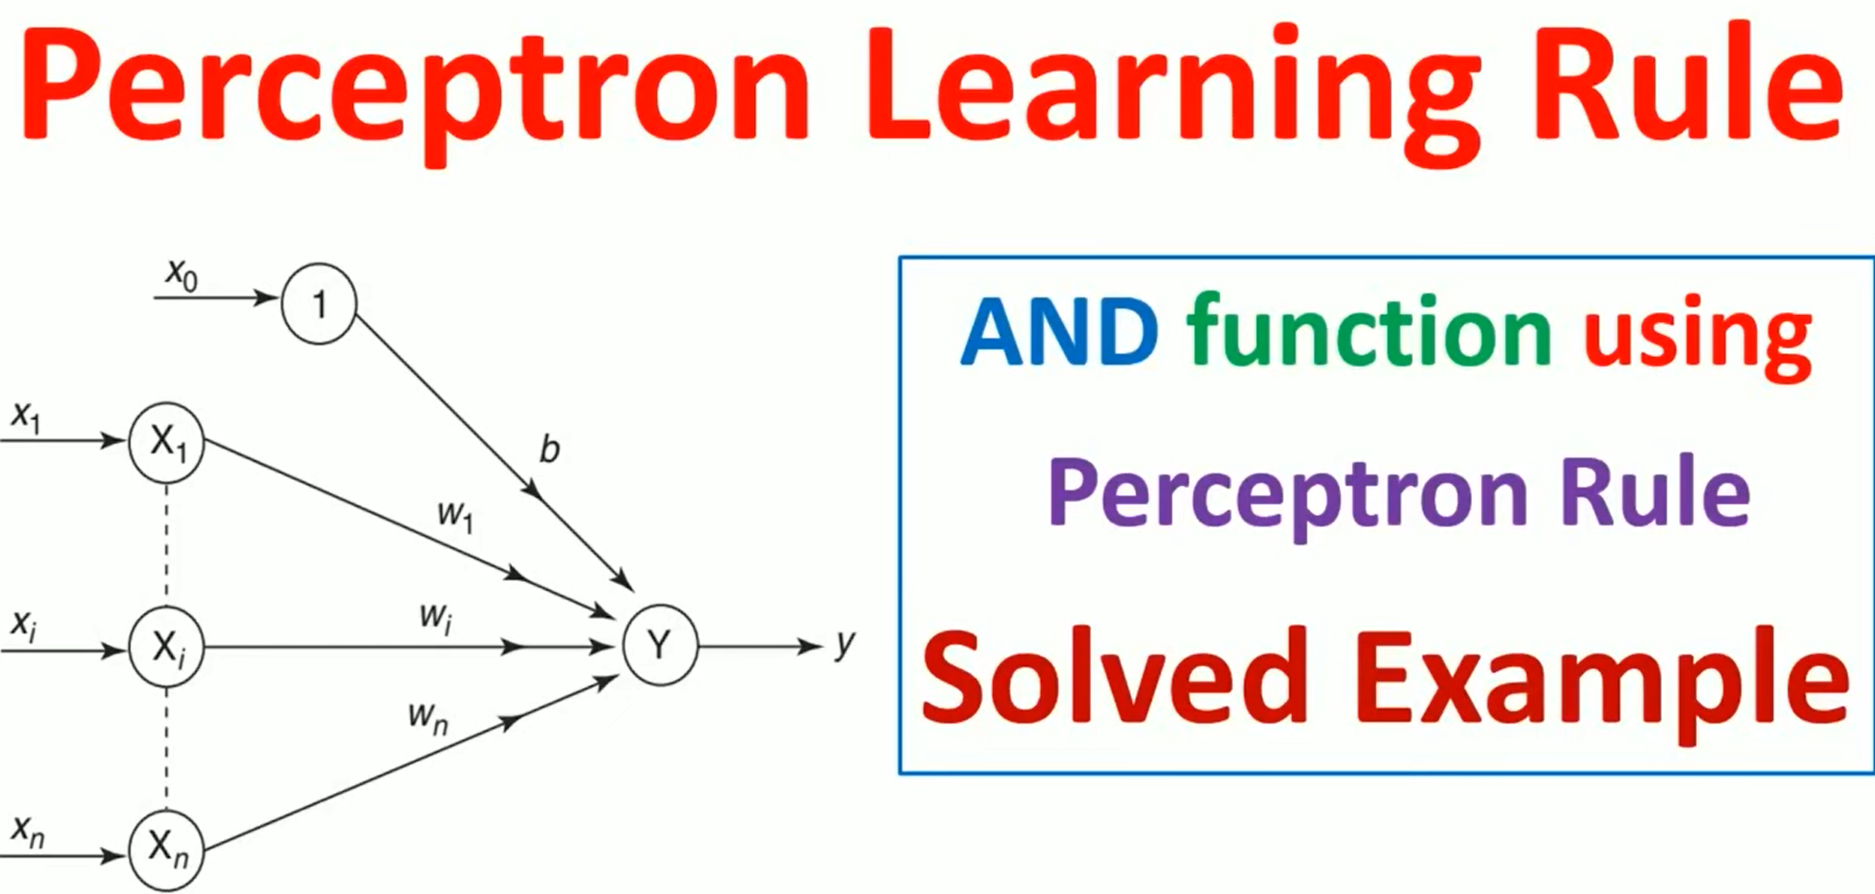 Perceptron Learning Rule
x0
1
x1
X1
b
w1
xi
Xi
wi
Y
y
wn
xn
Xn
AND function using
Perceptron Rule
Solved Example